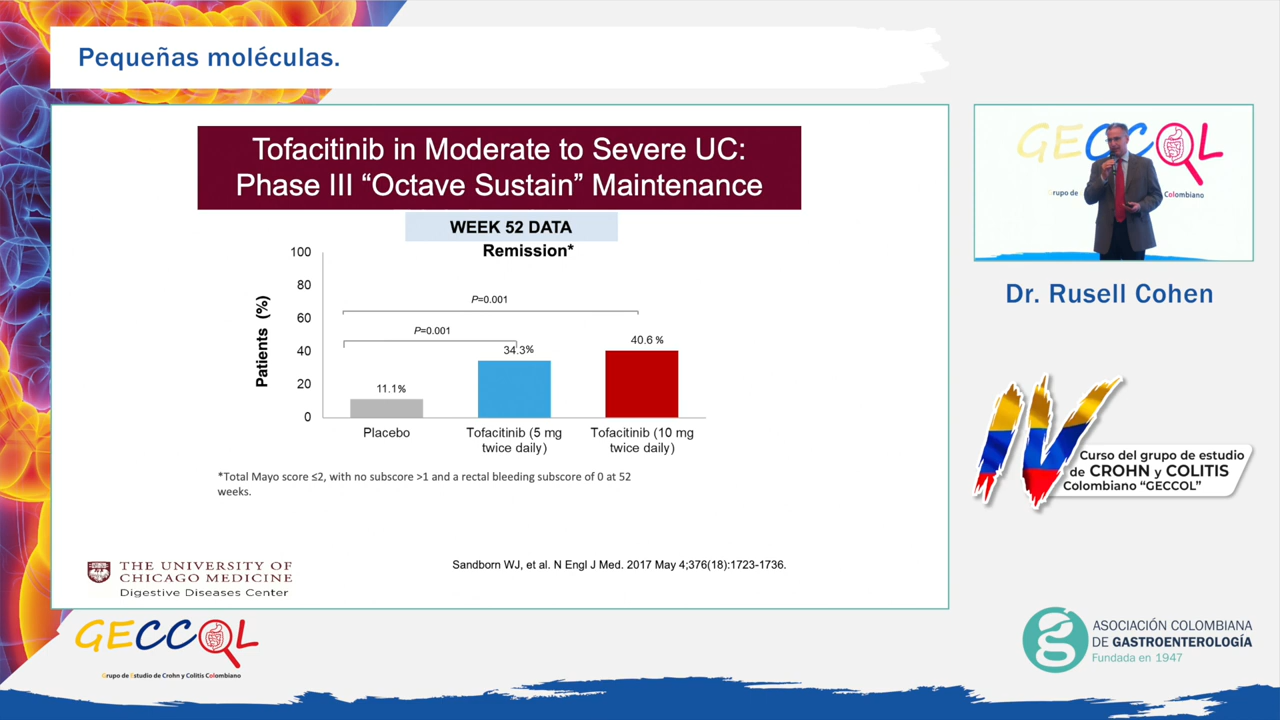 Pequeñas moléculas.
Tofacitinib in Moderate to Severe UC:
Phase III “Octave Sustain” Maintenance
WEEK 52 DATA
Remission*
Patients (%)
100
80
60
40
20
0
P=0.001
P=0.001
11.1%
34.3%
40.6 %
Placebo
Tofacitinib (5 mg
twice daily)
Tofacitinib (10 mg
twice daily)
*Total Mayo score ≤2, with no subscore >1 and a rectal bleeding subscore of 0 at 52
weeks.
Sandborn WJ, et al. N Engl J Med. 2017 May 4;376(18):1723-1736.
THE UNIVERSITY OF
CHICAGO MEDICINE
Digestive Diseases Center
GECCOL
Grupo de Estudio de Crohn y Colitis Colombiano
GECCOL
rupo de
Colombiano
Dr. Rusell Cohen
IV
Curso del grupo de estudio
de CROHN y COLITIS
Colombiano “GECCOL”
ASOCIACIÓN COLOMBIANA
DE GASTROENTEROLOGÍA
Fundada en 1947